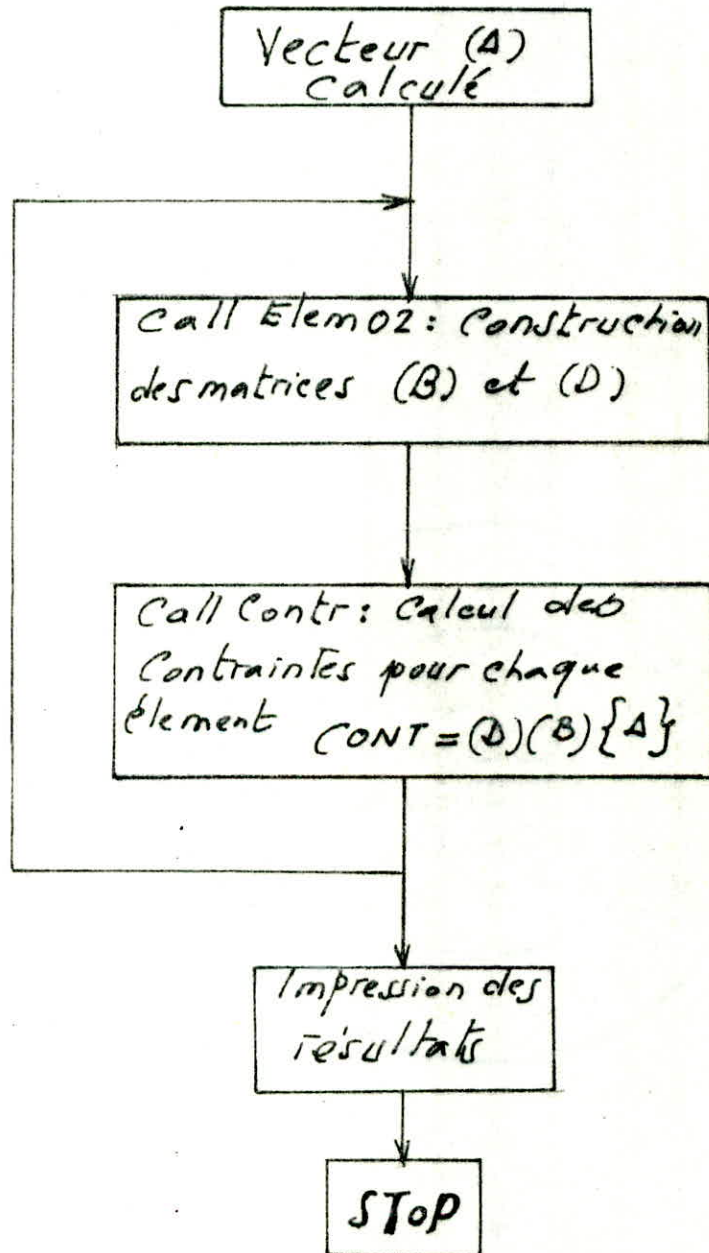 Vecteur (Δ)
Calculé
Call Elem02: Construction
des matrices (B) et (D)
Call Contr: Calcul des
Contraintes pour chaque
élement CONT = (D)(B){Δ}
Impression des
résultats
STOP